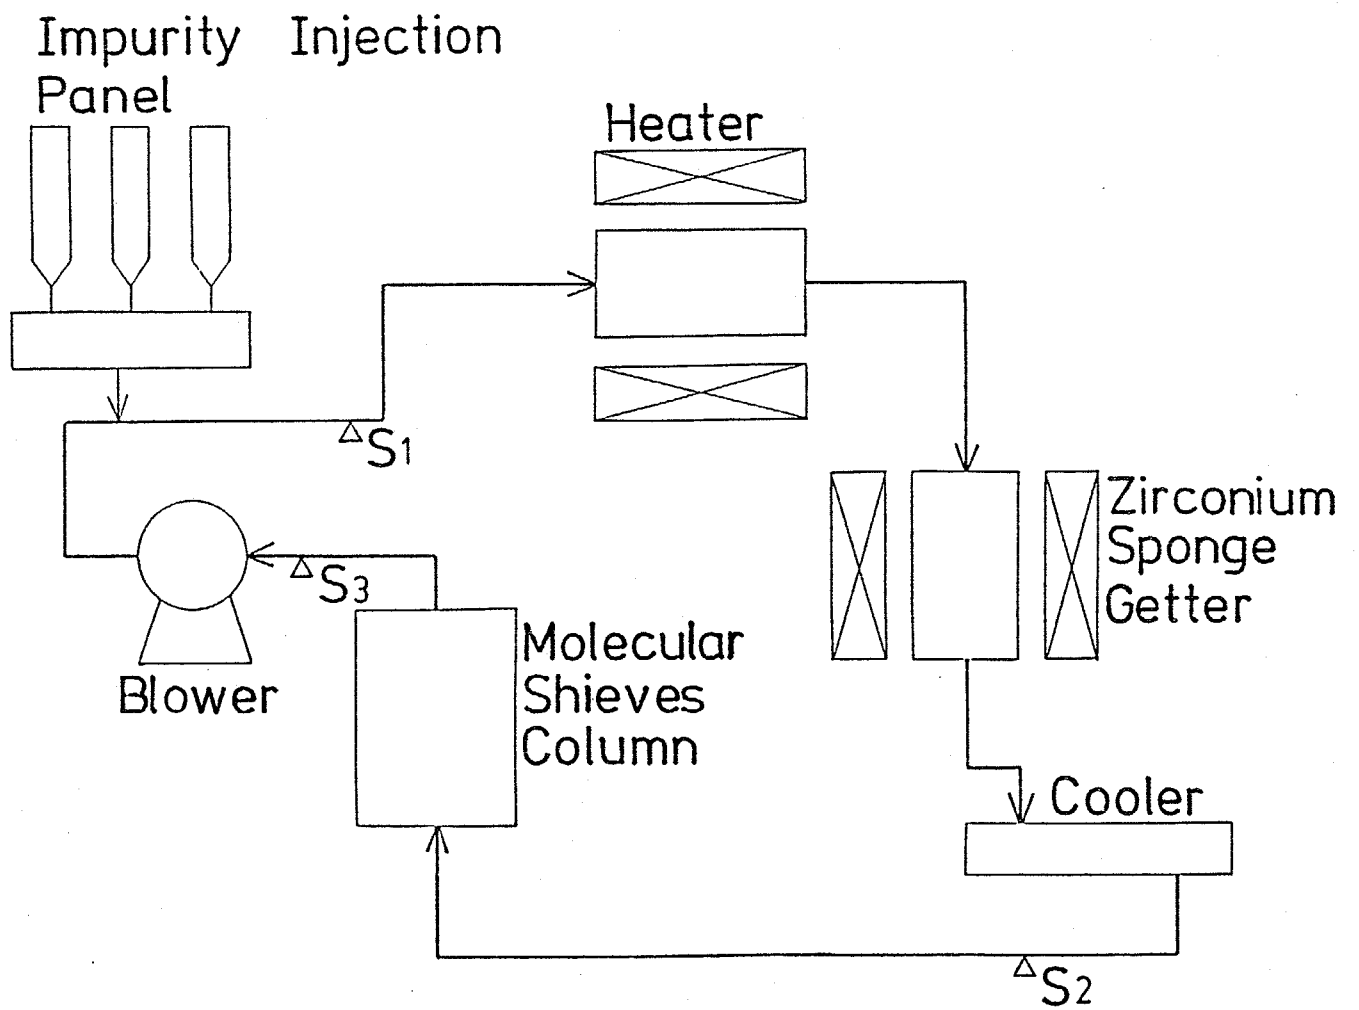 Impurity Injection
Panel
Heater
S1
Zirconium
Sponge
Getter
S3
Blower
Molecular
Shieves
Column
Cooler
S2